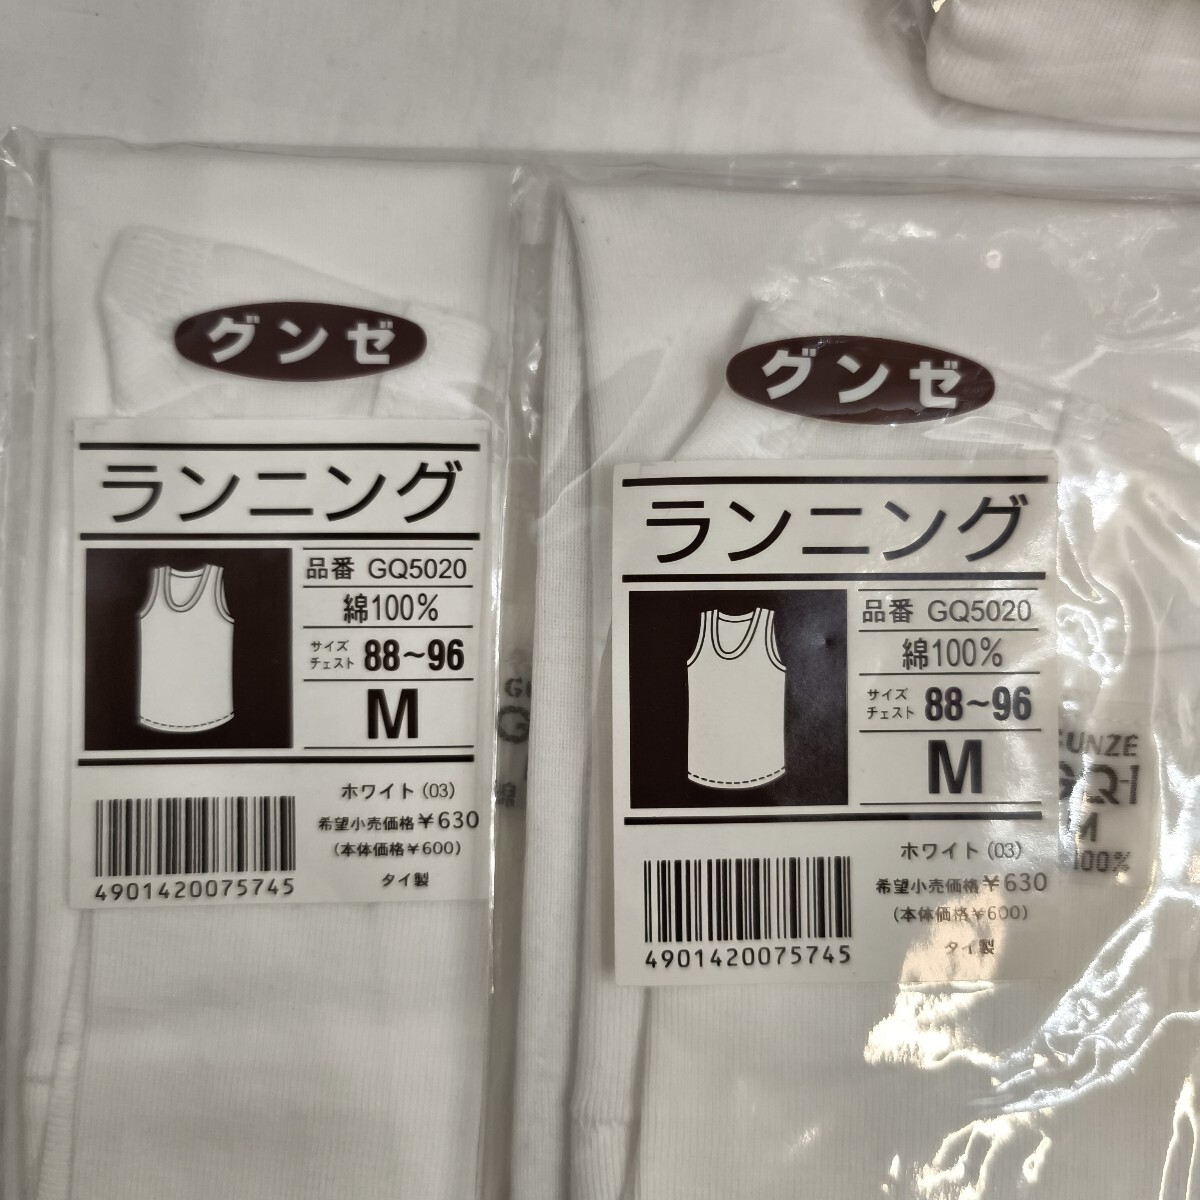 グンゼ
ランニング
品番 GQ5020
綿100%
サイズ
チェスト 88~96
M
ホワイト(03)
希望小売価格¥630
(本体価格¥600)
タイ製
4901420075745
グンゼ
ランニング
品番 GQ5020
綿100%
サイズ
チェスト 88~96
M
ホワイト(03)
希望小売価格¥630
(本体価格¥600)
タイ製
4901420075745
GUNZE
GQ-1
M
100%